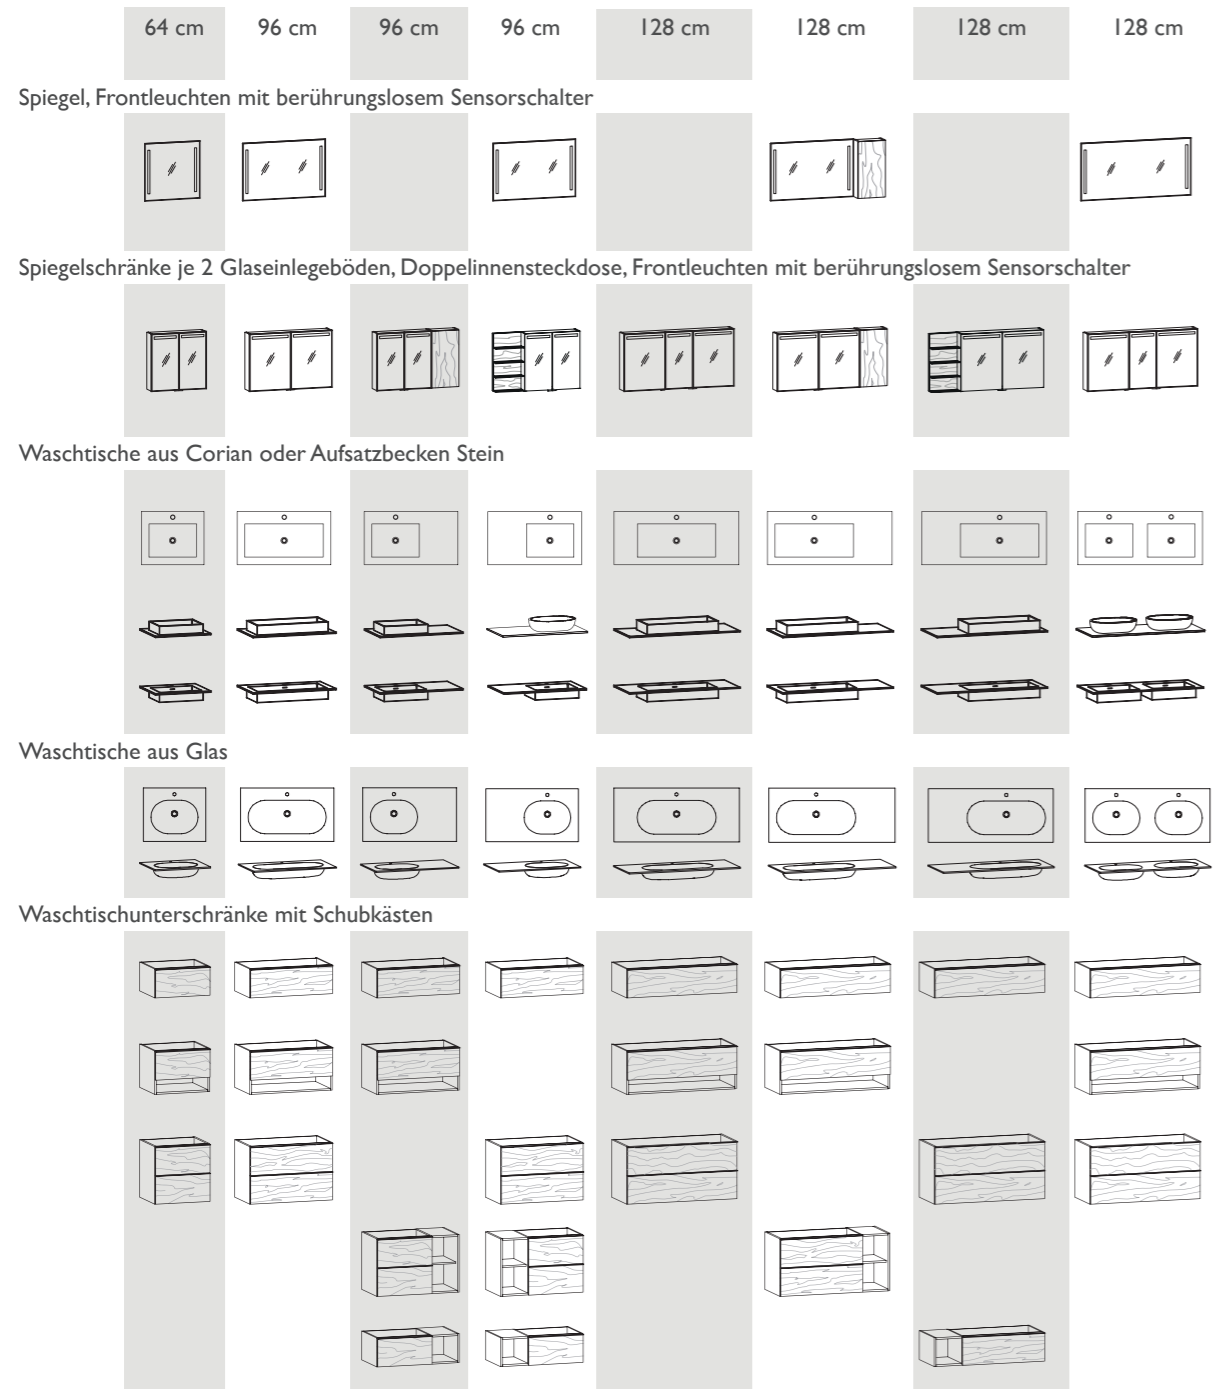 64 cm 96 cm 96 cm 96 cm 128 cm 128 cm 128 cm 128 cm
Spiegel, Frontleuchten mit berührungslosem Sensorschalter
Spiegelschränke je 2 Glaseinlegeböden, Doppelinnensteckdose, Frontleuchten mit berührungslosem Sensorschalter
Waschtische aus Corian oder Aufsatzbecken Stein
Waschtische aus Glas
Waschtischunterschränke mit Schubkästen